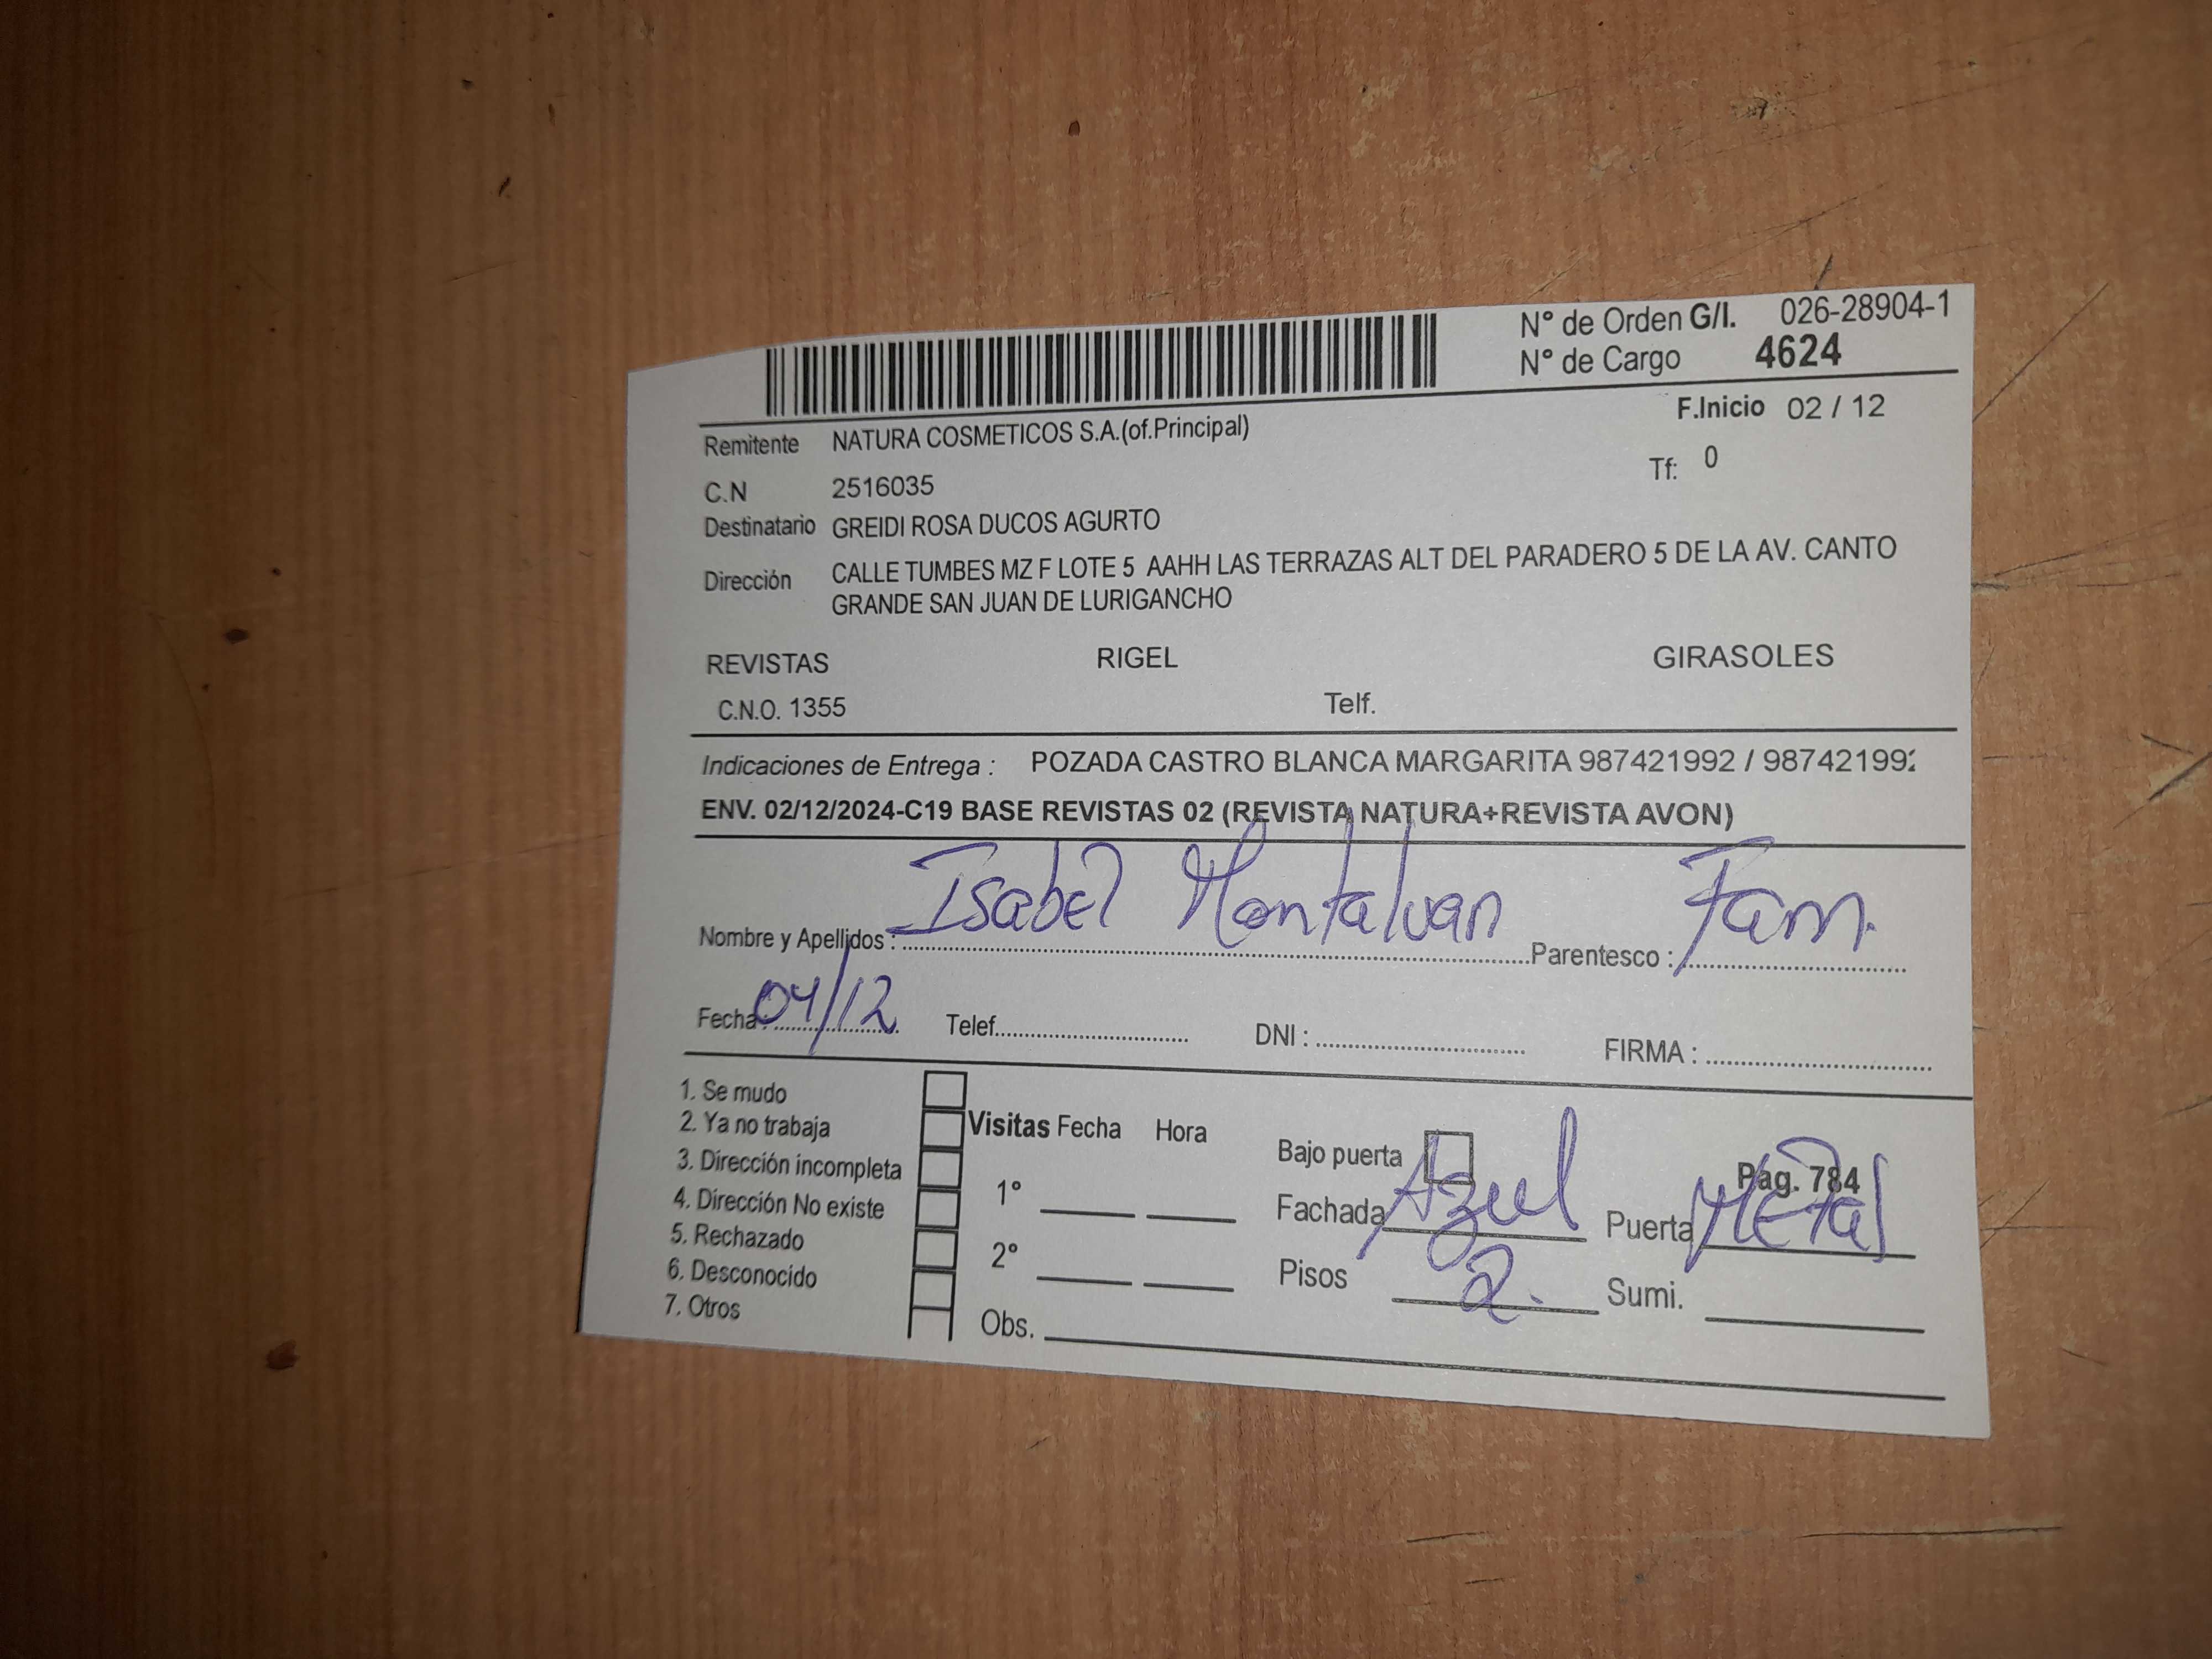 N° de Orden G/I. 026-28904-1
N° de Cargo 4624
F.Inicio 02 / 12
Remitente NATURA COSMETICOS S.A.(of.Principal)
Tf: 0
C.N 2516035
Destinatario GREIDI ROSA DUCOS AGURTO
Dirección CALLE TUMBES MZ F LOTE 5 AAHH LAS TERRAZAS ALT DEL PARADERO 5 DE LA AV. CANTO
GRANDE SAN JUAN DE LURIGANCHO
REVISTAS RIGEL GIRASOLES
C.N.O. 1355 Telf.
Indicaciones de Entrega : POZADA CASTRO BLANCA MARGARITA 987421992 / 98742199
ENV. 02/12/2024-C19 BASE REVISTAS 02 (REVISTA NATURA+REVISTA AVON)
Nombre y Apellidos : Isabel Montalvan Parentesco : Fam.
Fecha : 04/12 Telef. DNI : FIRMA :
1. Se mudo
2. Ya no trabaja
3. Dirección incompleta
4. Dirección No existe
5. Rechazado
6. Desconocido
7. Otros
Visitas Fecha Hora
1°
2°
Obs.
Bajo puerta Pag. 784
Fachada Azul Puerta Metal
Pisos 2. Sumi.